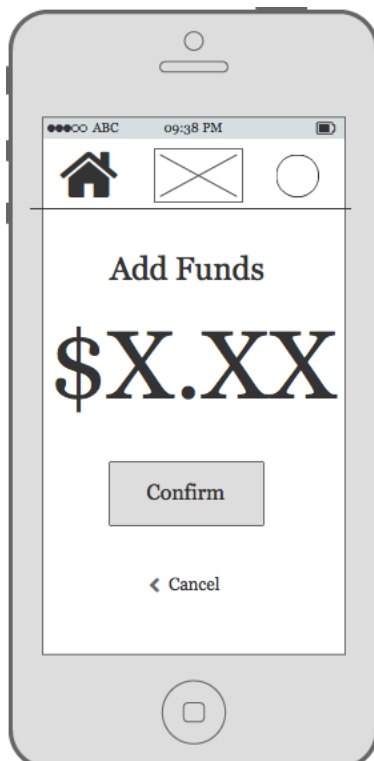 ABC 09:38 PM
Add Funds
$X.XX
Confirm
Cancel